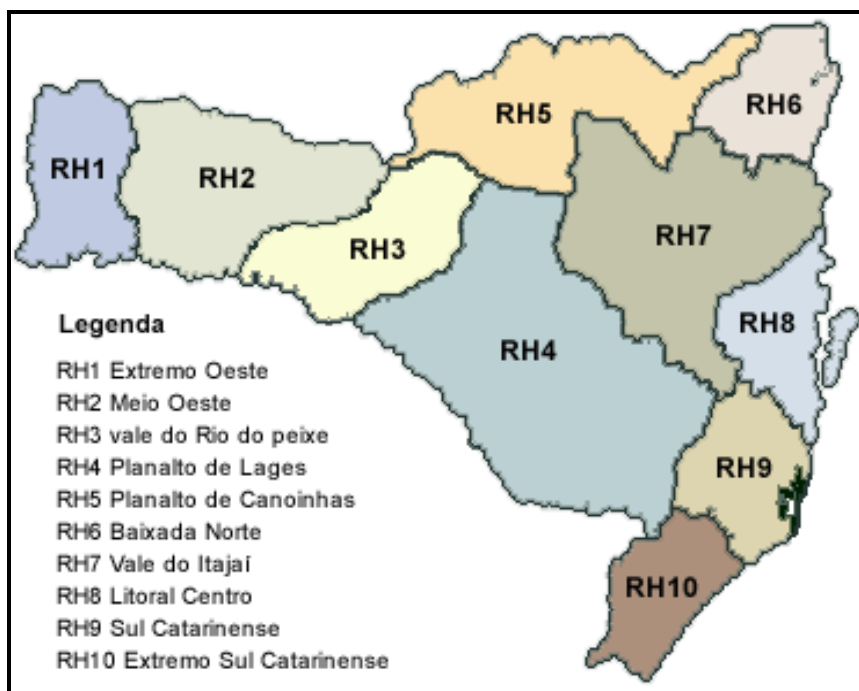 RH1
RH2
RH3
RH4
RH5
RH6
RH7
RH8
RH9
RH10
Legenda
RH1 Extremo Oeste
RH2 Meio Oeste
RH3 vale do Rio do peixe
RH4 Planalto de Lages
RH5 Planalto de Canoinhas
RH6 Baixada Norte
RH7 Vale do Itajaí
RH8 Litoral Centro
RH9 Sul Catarinense
RH10 Extremo Sul Catarinense